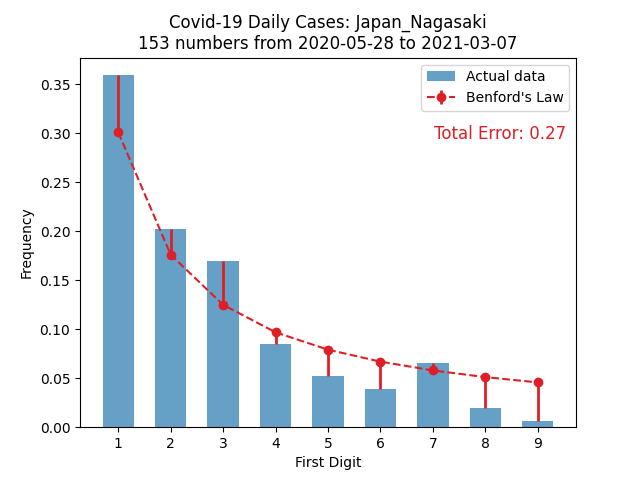 Covid-19 Daily Cases: Japan_Nagasaki
153 numbers from 2020-05-28 to 2021-03-07
Actual data
Benford's Law
Total Error: 0.27
0.35
0.30
0.25
0.20
0.15
0.10
0.05
0.00
Frequency
1 2 3 4 5 6 7 8 9
First Digit